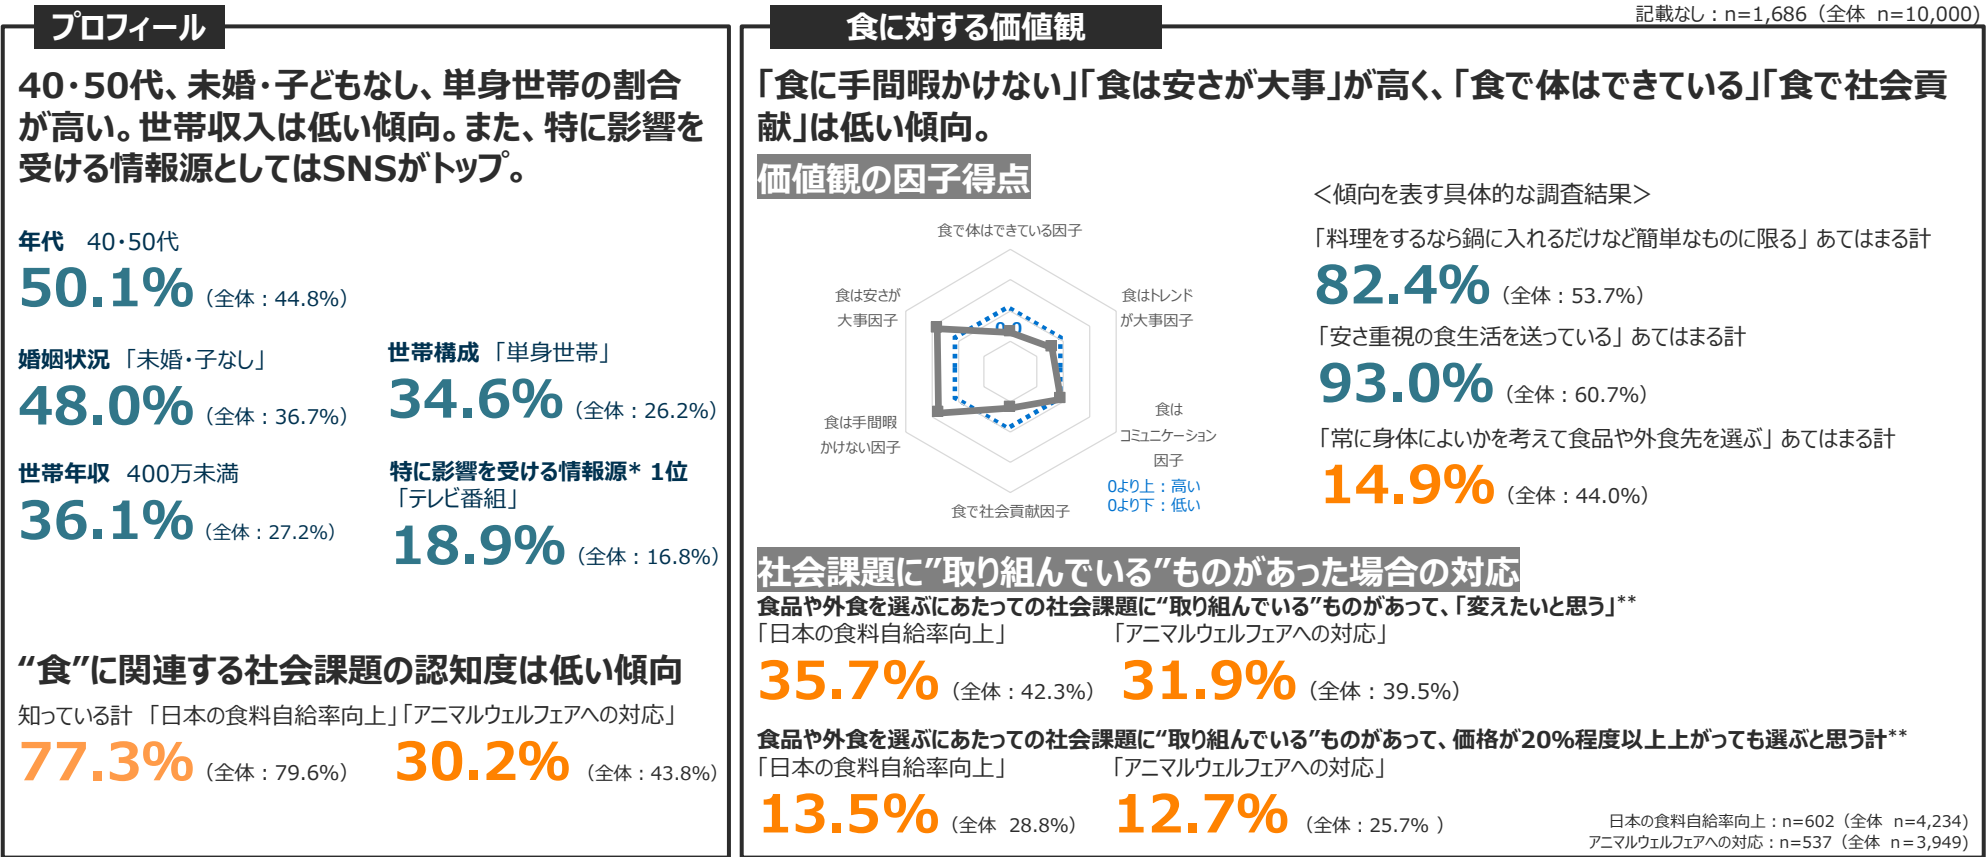 プロフィール
40・50代、未婚・子どもなし、単身世帯の割合
が高い。世帯収入は低い傾向。また、特に影響を
受ける情報源としてはSNSがトップ。
年代 40・50代
50.1%（全体：44.8%）
婚姻状況 「未婚・子なし」
48.0%（全体：36.7%）
世帯構成 「単身世帯」
34.6%（全体：26.2%）
世帯年収 400万未満
36.1%（全体：27.2%）
特に影響を受ける情報源* 1位
「テレビ番組」
18.9%（全体：16.8%）
“食”に関連する社会課題の認知度は低い傾向
知っている計 「日本の食料自給率向上」「アニマルウェルフェアへの対応」
77.3%（全体：79.6%） 30.2%（全体：43.8%）
記載なし：n=1,686（全体 n=10,000）
食に対する価値観
「食に手間暇かけない」「食は安さが大事」が高く、「食で体はできている」「食で社会貢
献」は低い傾向。
価値観の因子得点
食で体はできている因子
食はトレンド
が大事因子
食は
コミュニケーション
因子
食で社会貢献因子
食は手間暇
かけない因子
食は安さが
大事因子
0.0
0より上：高い
0より下：低い
＜傾向を表す具体的な調査結果＞
「料理をするなら鍋に入れるだけなど簡単なものに限る」 あてはまる計
82.4%（全体：53.7%）
「安さ重視の食生活を送っている」 あてはまる計
93.0%（全体：60.7%）
「常に身体によいかを考えて食品や外食先を選ぶ」 あてはまる計
14.9%（全体：44.0%）
社会課題に”取り組んでいる”ものがあった場合の対応
食品や外食を選ぶにあたっての社会課題に“取り組んでいる”ものがあって、「変えたいと思う」**
「日本の食料自給率向上」 「アニマルウェルフェアへの対応」
35.7%（全体：42.3%） 31.9%（全体：39.5%）
食品や外食を選ぶにあたっての社会課題に“取り組んでいる”ものがあって、価格が20%程度以上上がっても選ぶと思う計**
「日本の食料自給率向上」 「アニマルウェルフェアへの対応」
13.5%（全体 28.8%） 12.7%（全体：25.7% ）
日本の食料自給率向上：n=602（全体 n=4,234)
アニマルウェルフェアへの対応：n=537（全体 n＝3,949)